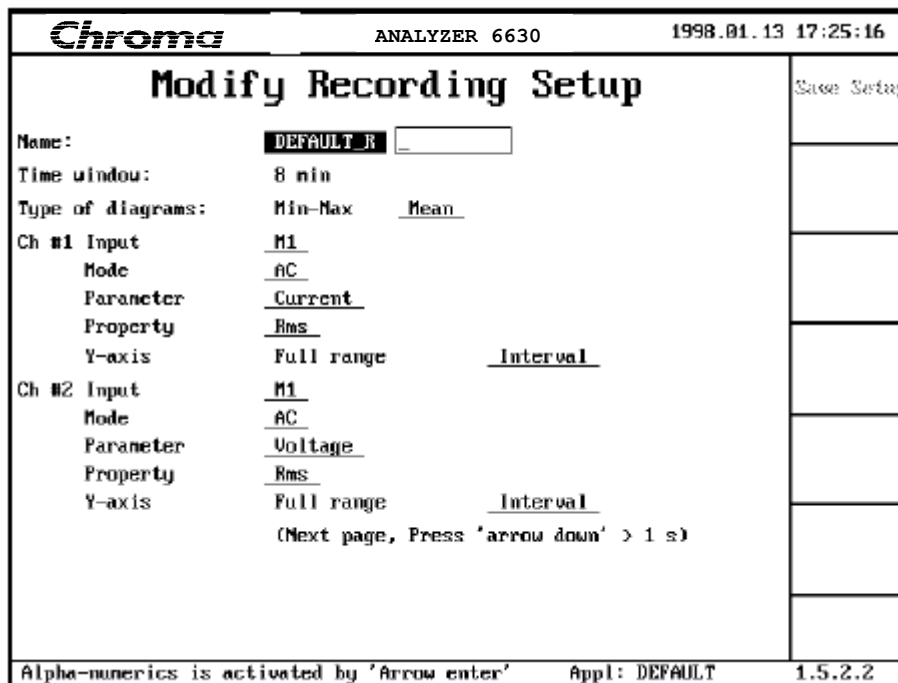 Chroma ANALYZER 6630 1998.01.13 17:25:16
Modify Recording Setup
Save Setup
Name: DEFAULT_R _
Time window: 8 min
Type of diagrams: Min-Max Mean
Ch #1 Input M1
Mode AC
Parameter Current
Property Rms
Y-axis Full range Interval
Ch #2 Input M1
Mode AC
Parameter Voltage
Property Rms
Y-axis Full range Interval
(Next page, Press 'arrow down' > 1 s)
Alpha-numerics is activated by 'Arrow enter' Appl: DEFAULT 1.5.2.2